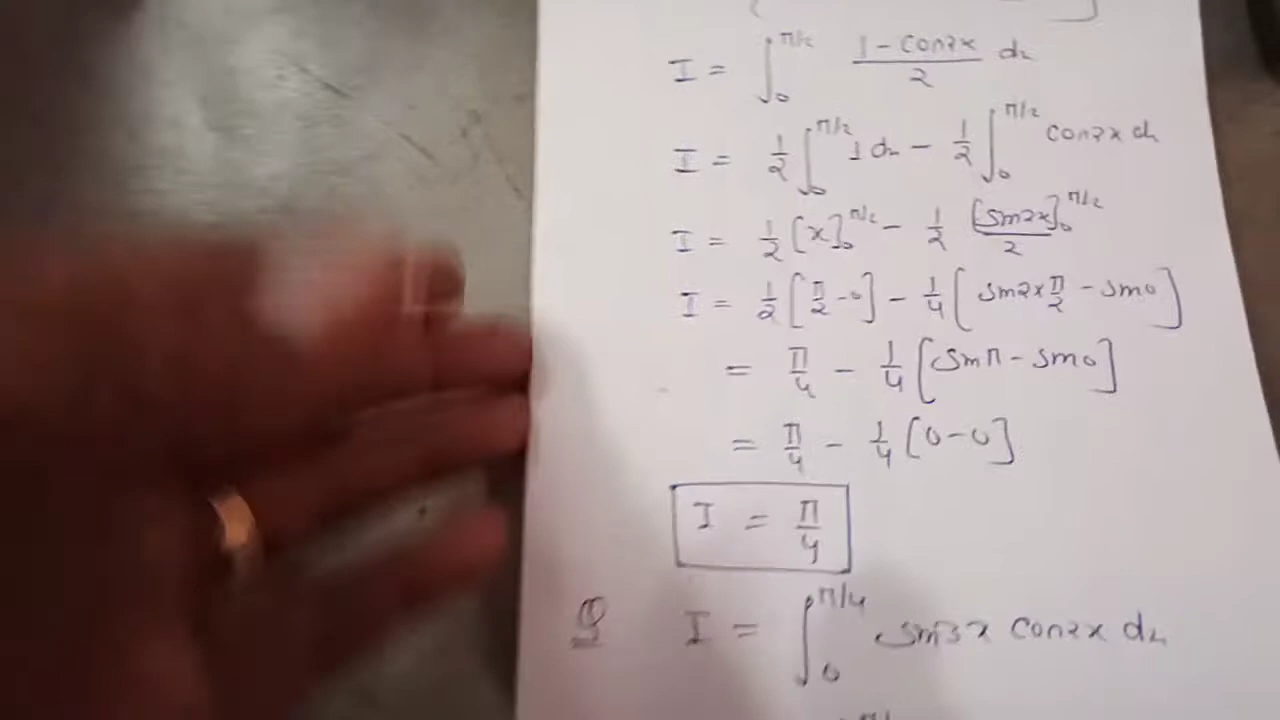 I = ∫₀^π/2 (1 - cos2x)/2 dx
I = 1/2 ∫₀^π/2 1 dx - 1/2 ∫₀^π/2 cos2x dx
I = 1/2 [x]₀^π/2 - 1/2 [sin2x]₀^π/2 / 2
I = 1/2 [π/2 - 0] - 1/4 [sin2×π/2 - sin0]
= π/4 - 1/4 [sinπ - sin0]
= π/4 - 1/4 [0-0]
I = π/4
Q I = ∫₀^π/4 sin3x cos2x dx